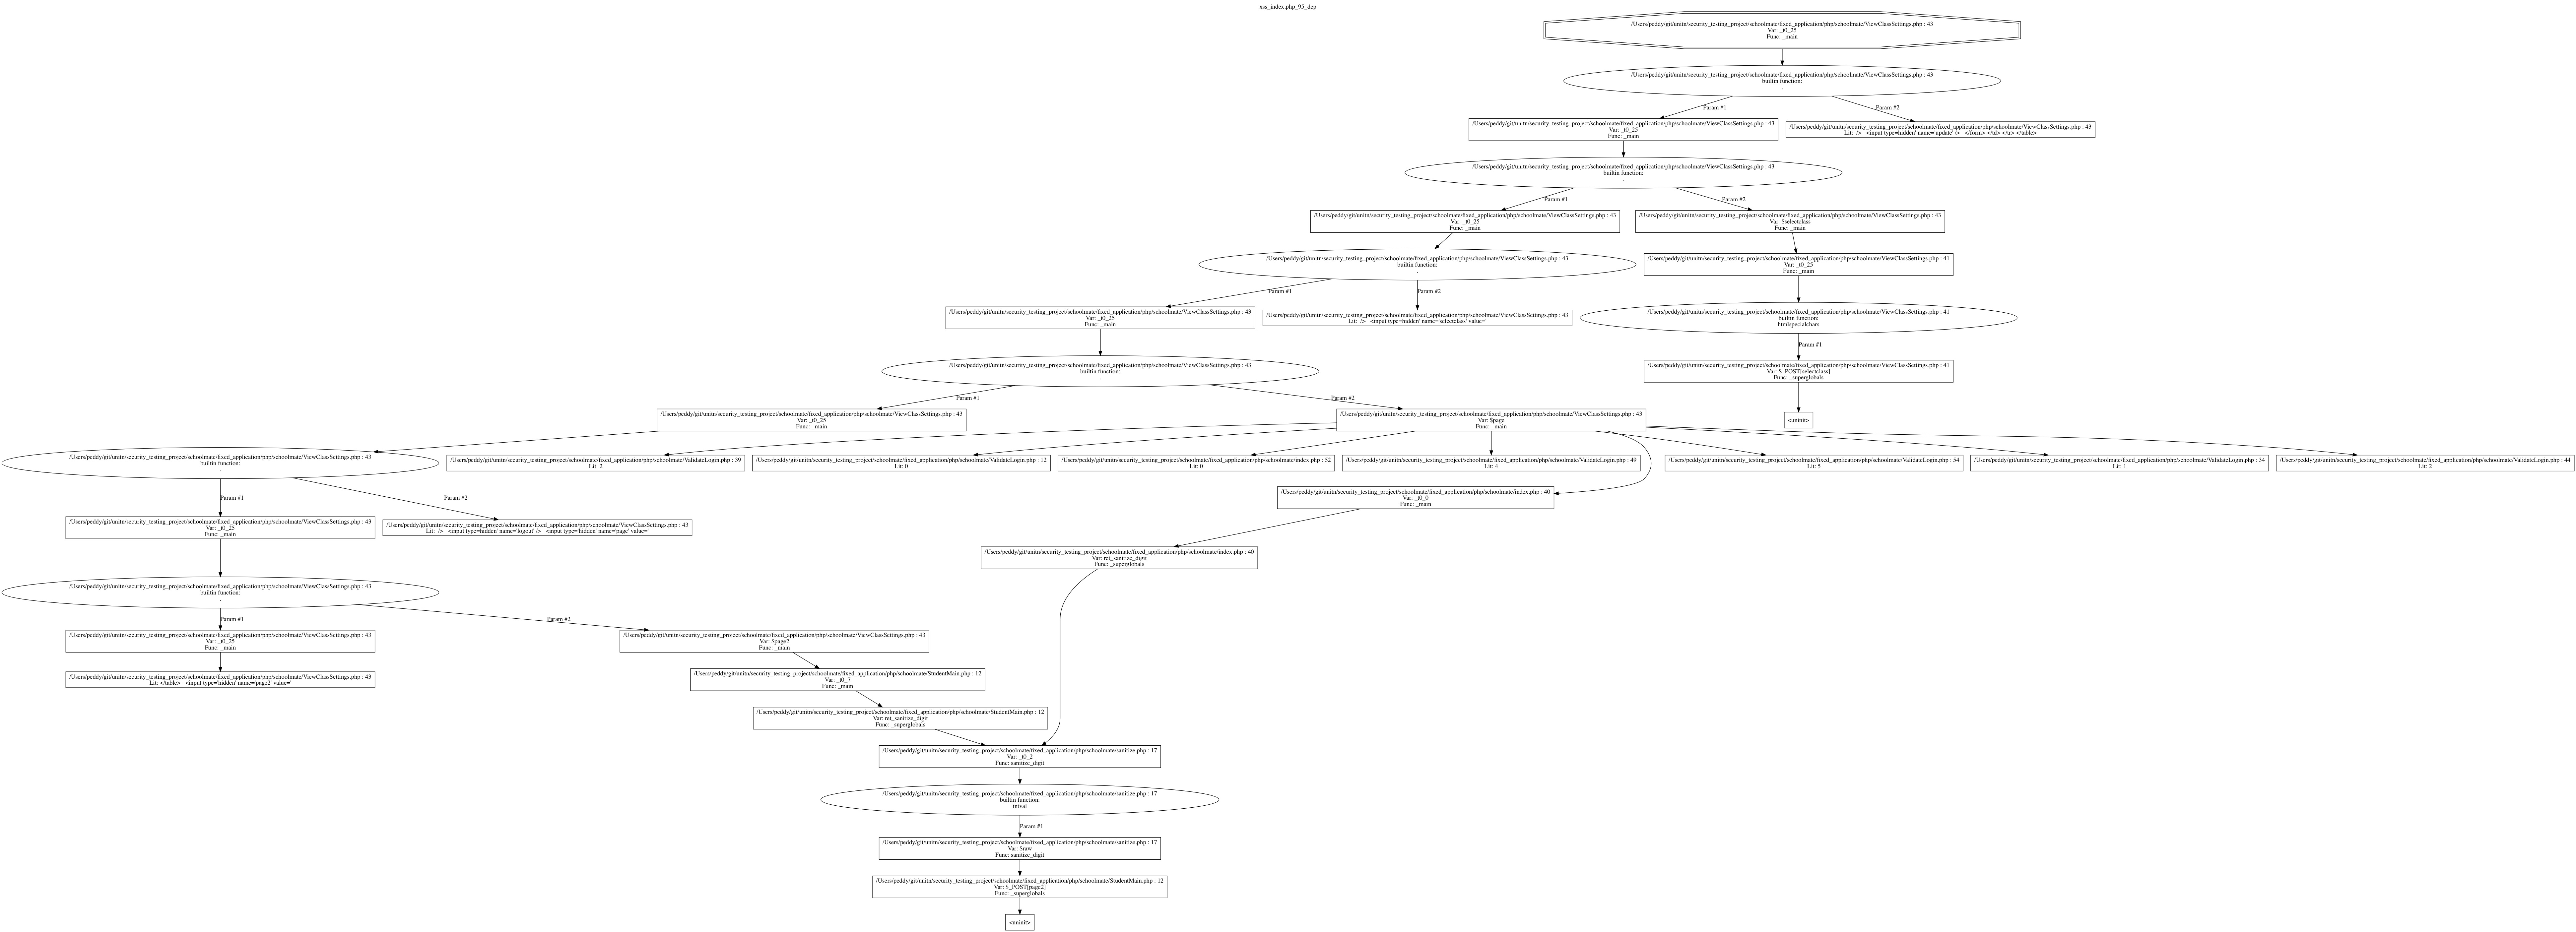 xss_index.php_95_dep
/Users/peddy/git/unitn/security_testing_project/schoolmate/fixed_application/php/schoolmate/ViewClassSettings.php : 43
Var: _t0_25
Func: _main
/Users/peddy/git/unitn/security_testing_project/schoolmate/fixed_application/php/schoolmate/ViewClassSettings.php : 43
builtin function:
.
Param #1
Param #2
/Users/peddy/git/unitn/security_testing_project/schoolmate/fixed_application/php/schoolmate/ViewClassSettings.php : 43
Var: _t0_25
Func: _main
/Users/peddy/git/unitn/security_testing_project/schoolmate/fixed_application/php/schoolmate/ViewClassSettings.php : 43
Lit: />   <input type='hidden' name='update' />   </form> </td> </tr> </table>
/Users/peddy/git/unitn/security_testing_project/schoolmate/fixed_application/php/schoolmate/ViewClassSettings.php : 43
builtin function:
.
Param #1
Param #2
/Users/peddy/git/unitn/security_testing_project/schoolmate/fixed_application/php/schoolmate/ViewClassSettings.php : 43
Var: _t0_25
Func: _main
/Users/peddy/git/unitn/security_testing_project/schoolmate/fixed_application/php/schoolmate/ViewClassSettings.php : 43
Var: $selectclass
Func: _main
/Users/peddy/git/unitn/security_testing_project/schoolmate/fixed_application/php/schoolmate/ViewClassSettings.php : 43
builtin function:
.
/Users/peddy/git/unitn/security_testing_project/schoolmate/fixed_application/php/schoolmate/ViewClassSettings.php : 41
Var: _t0_25
Func: _main
Param #1
Param #2
/Users/peddy/git/unitn/security_testing_project/schoolmate/fixed_application/php/schoolmate/ViewClassSettings.php : 43
Var: _t0_25
Func: _main
/Users/peddy/git/unitn/security_testing_project/schoolmate/fixed_application/php/schoolmate/ViewClassSettings.php : 43
Lit: />   <input type='hidden' name='selectclass' value='
/Users/peddy/git/unitn/security_testing_project/schoolmate/fixed_application/php/schoolmate/ViewClassSettings.php : 41
builtin function:
htmlspecialchars
Param #1
/Users/peddy/git/unitn/security_testing_project/schoolmate/fixed_application/php/schoolmate/ViewClassSettings.php : 43
builtin function:
.
/Users/peddy/git/unitn/security_testing_project/schoolmate/fixed_application/php/schoolmate/ViewClassSettings.php : 41
Var: $_POST[selectclass]
Func: _superglobals
Param #1
Param #2
/Users/peddy/git/unitn/security_testing_project/schoolmate/fixed_application/php/schoolmate/ViewClassSettings.php : 43
Var: _t0_25
Func: _main
/Users/peddy/git/unitn/security_testing_project/schoolmate/fixed_application/php/schoolmate/ViewClassSettings.php : 43
Var: $page
Func: _main
<uninit>
/Users/peddy/git/unitn/security_testing_project/schoolmate/fixed_application/php/schoolmate/ViewClassSettings.php : 43
builtin function:
.
/Users/peddy/git/unitn/security_testing_project/schoolmate/fixed_application/php/schoolmate/ValidateLogin.php : 39
Lit: 2
/Users/peddy/git/unitn/security_testing_project/schoolmate/fixed_application/php/schoolmate/ValidateLogin.php : 12
Lit: 0
/Users/peddy/git/unitn/security_testing_project/schoolmate/fixed_application/php/schoolmate/index.php : 52
Lit: 0
/Users/peddy/git/unitn/security_testing_project/schoolmate/fixed_application/php/schoolmate/ValidateLogin.php : 49
Lit: 4
/Users/peddy/git/unitn/security_testing_project/schoolmate/fixed_application/php/schoolmate/ValidateLogin.php : 54
Lit: 5
/Users/peddy/git/unitn/security_testing_project/schoolmate/fixed_application/php/schoolmate/ValidateLogin.php : 34
Lit: 1
/Users/peddy/git/unitn/security_testing_project/schoolmate/fixed_application/php/schoolmate/ValidateLogin.php : 44
Lit: 2
Param #1
Param #2
/Users/peddy/git/unitn/security_testing_project/schoolmate/fixed_application/php/schoolmate/index.php : 40
Var: _t0_0
Func: _main
/Users/peddy/git/unitn/security_testing_project/schoolmate/fixed_application/php/schoolmate/ViewClassSettings.php : 43
Var: _t0_25
Func: _main
/Users/peddy/git/unitn/security_testing_project/schoolmate/fixed_application/php/schoolmate/ViewClassSettings.php : 43
Lit: />   <input type='hidden' name='logout' />   <input type='hidden' name='page' value='
/Users/peddy/git/unitn/security_testing_project/schoolmate/fixed_application/php/schoolmate/index.php : 40
Var: ret_sanitize_digit
Func: _superglobals
/Users/peddy/git/unitn/security_testing_project/schoolmate/fixed_application/php/schoolmate/ViewClassSettings.php : 43
builtin function:
.
Param #1
Param #2
/Users/peddy/git/unitn/security_testing_project/schoolmate/fixed_application/php/schoolmate/ViewClassSettings.php : 43
Var: _t0_25
Func: _main
/Users/peddy/git/unitn/security_testing_project/schoolmate/fixed_application/php/schoolmate/ViewClassSettings.php : 43
Var: $page2
Func: _main
/Users/peddy/git/unitn/security_testing_project/schoolmate/fixed_application/php/schoolmate/ViewClassSettings.php : 43
Lit: </table>   <input type='hidden' name='page2' value='
/Users/peddy/git/unitn/security_testing_project/schoolmate/fixed_application/php/schoolmate/StudentMain.php : 12
Var: _t0_7
Func: _main
/Users/peddy/git/unitn/security_testing_project/schoolmate/fixed_application/php/schoolmate/StudentMain.php : 12
Var: ret_sanitize_digit
Func: _superglobals
/Users/peddy/git/unitn/security_testing_project/schoolmate/fixed_application/php/schoolmate/sanitize.php : 17
Var: _t0_2
Func: sanitize_digit
/Users/peddy/git/unitn/security_testing_project/schoolmate/fixed_application/php/schoolmate/sanitize.php : 17
builtin function:
intval
Param #1
/Users/peddy/git/unitn/security_testing_project/schoolmate/fixed_application/php/schoolmate/sanitize.php : 17
Var: $raw
Func: sanitize_digit
/Users/peddy/git/unitn/security_testing_project/schoolmate/fixed_application/php/schoolmate/StudentMain.php : 12
Var: $_POST[page2]
Func: _superglobals
<uninit>